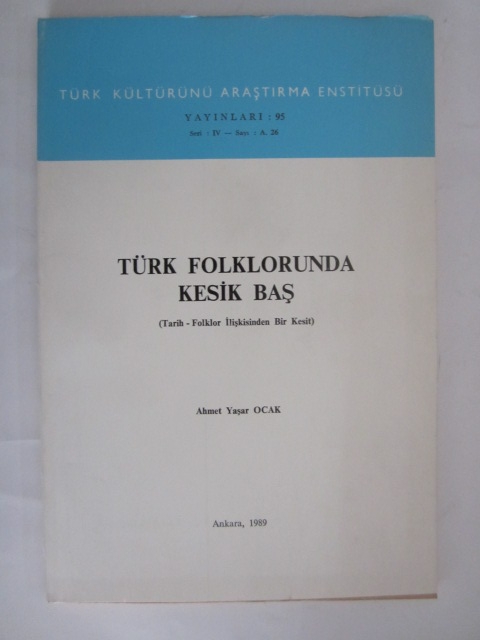 TÜRK KÜLTÜRÜNÜ ARAŞTIRMA ENSTİTÜSÜ
YAYINLARI : 95
Seri : IV — Sayı : A. 26
TÜRK FOLKLORUNDA
KESİK BAŞ
(Tarih - Folklor İlişkisinden Bir Kesit)
Ahmet Yaşar OCAK
Ankara, 1989